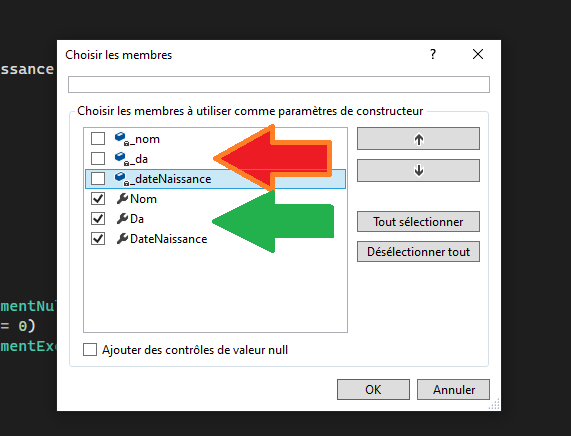 ssance
Choisir les membres
?
Choisir les membres à utiliser comme paramètres de constructeur
_nom
_da
_dateNaissance
Nom
Da
DateNaissance
Tout sélectionner
Désélectionner tout
mentNul
= 0)
mentExc
Ajouter des contrôles de valeur null
OK
Annuler